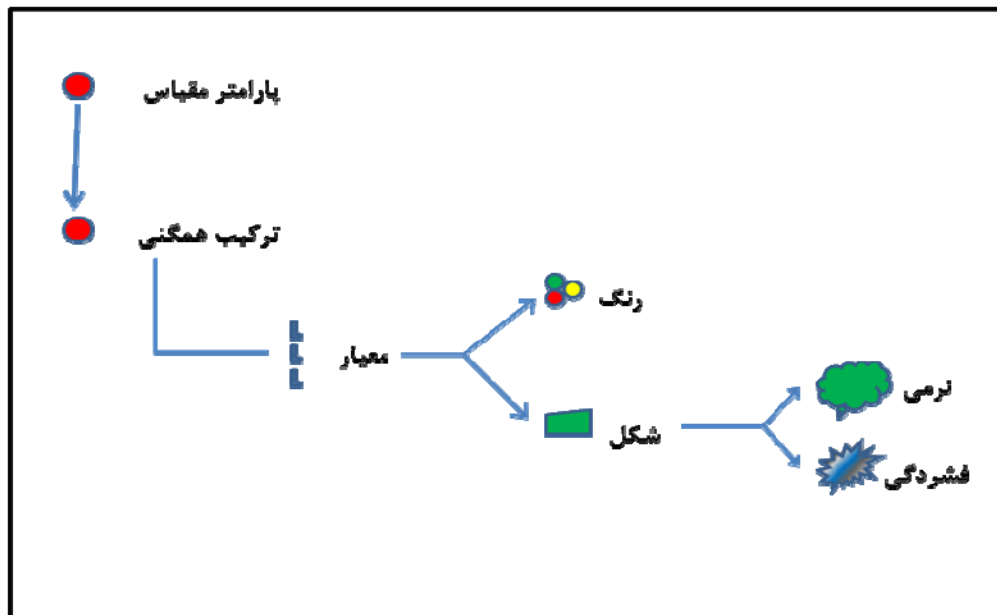 پارامتر مقیاس
ترکیب همگنی
رنگ
معیار
نرمی
شکل
فشردگی